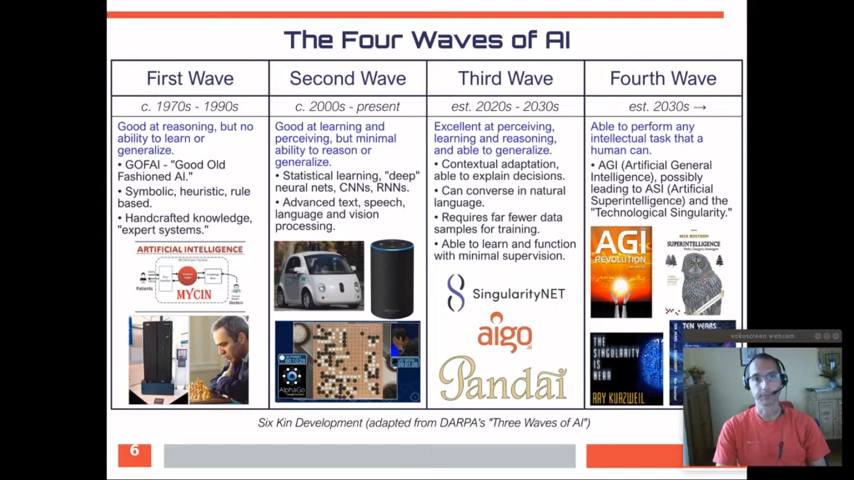 The Four Waves of AI
First Wave
Second Wave
Third Wave
Fourth Wave
c. 1970s - 1990s
c. 2000s - present
est. 2020s - 2030s
est. 2030s →
Good at reasoning, but no
ability to learn or
generalize.
• GOFAI - "Good Old
Fashioned AI."
• Symbolic, heuristic, rule
based.
• Handcrafted knowledge,
"expert systems."
ARTIFICIAL INTELLIGENCE
Patients
MYCIN
Good at learning and
perceiving, but minimal
ability to reason or
generalize.
• Statistical learning, "deep"
neural nets, CNNs, RNNs.
• Advanced text, speech,
language and vision
processing.
AlphaGo
Excellent at perceiving,
learning and reasoning,
and able to generalize.
• Contextual adaptation,
able to explain decisions.
• Can converse in natural
language.
• Requires far fewer data
samples for training.
• Able to learn and function
with minimal supervision.
SingularityNET
aigo
Pandai
Able to perform any
intellectual task that a
human can.
• AGI (Artificial General
Intelligence), possibly
leading to ASI (Artificial
Superintelligence) and the
"Technological Singularity."
AGI
REVOLUTION
NICK BOSTROM
SUPERINTELLIGENCE
THE
SINGULARITY
IS
NEAR
RAY KURZWEIL
TEN YEARS
vokoscreen webcam
Six Kin Development (adapted from DARPA's "Three Waves of AI")
6